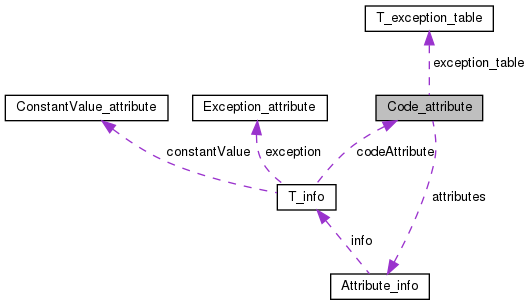 T_exception_table
exception_table
ConstantValue_attribute
Exception_attribute
Code_attribute
constantValue
exception
codeAttribute
T_info
attributes
info
Attribute_info